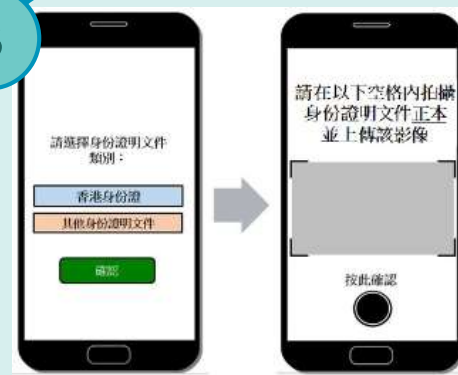 請選擇身份證明文件
類別：
香港身份證
其他身份證明文件
確認
請在以下空格內拍攝
身份證明文件正本
並上傳該影像
按此確認